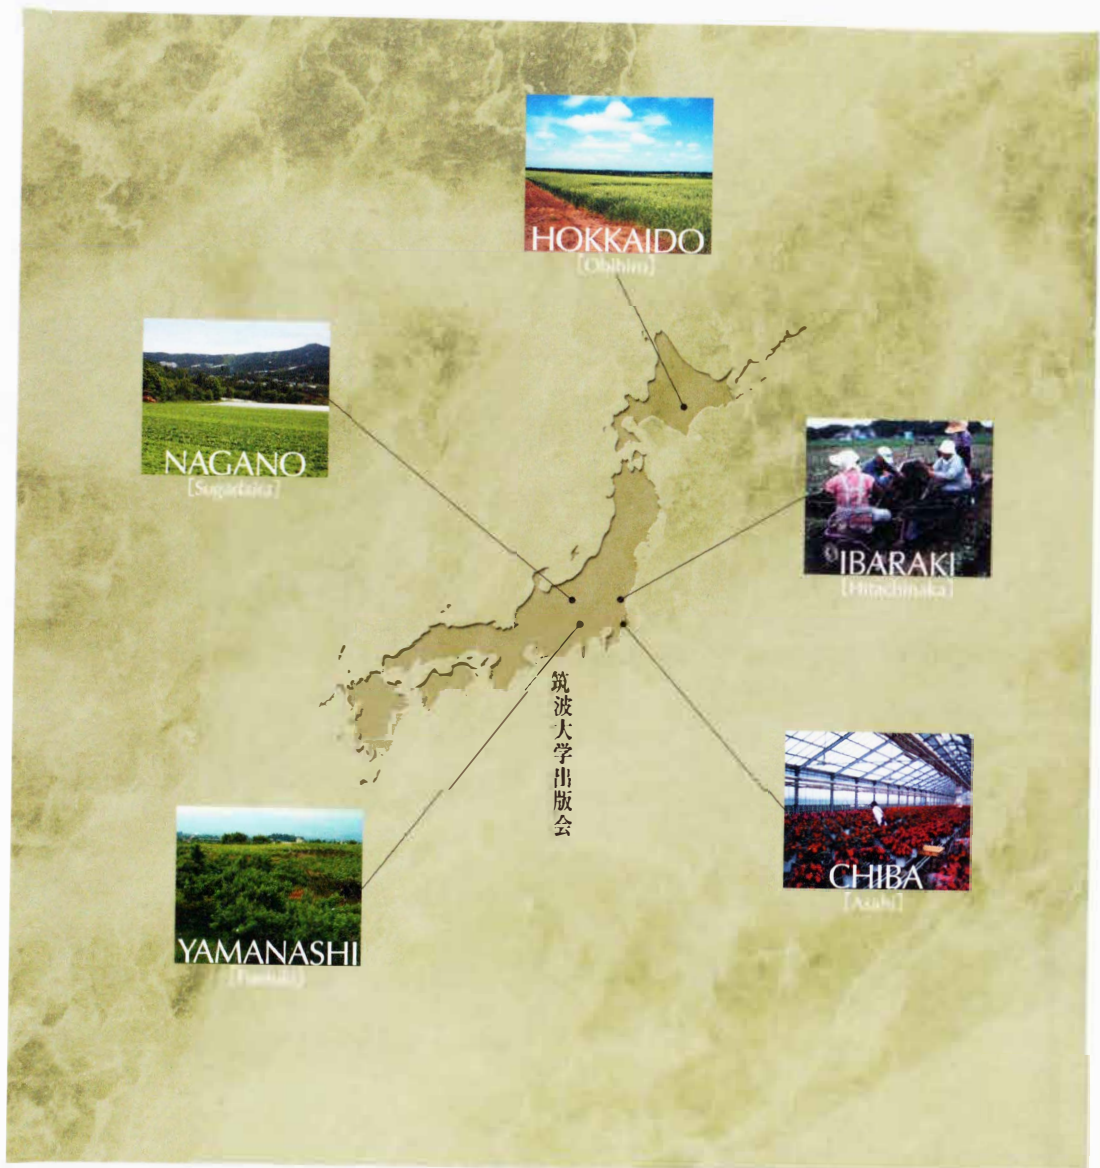 HOKKAIDO
[Obihiro]
NAGANO
[Sugadaira]
IBARAKI
[Hitachinaka]
筑波大学出版会
CHIBA
[Asahi]
YAMANASHI